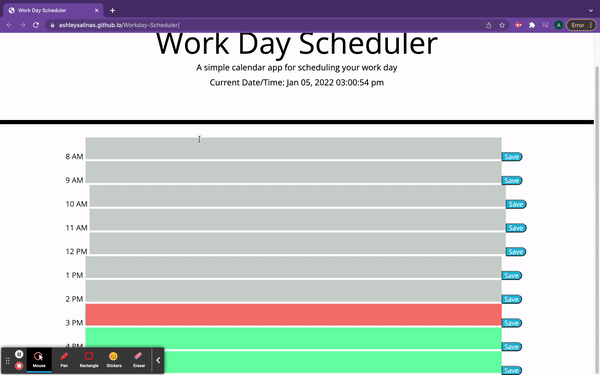 Work Day Scheduler
ashleysalinas.github.io/Workday-Scheduler/
Error
Work Day Scheduler
A simple calendar app for scheduling your work day
Current Date/Time: Jan 05, 2022 03:00:54 pm
8 AM Save
9 AM Save
10 AM Save
11 AM Save
12 PM Save
1 PM Save
2 PM Save
3 PM Save
4 PM Save
Save
Mouse Pen Rectangle Stickers Eraser